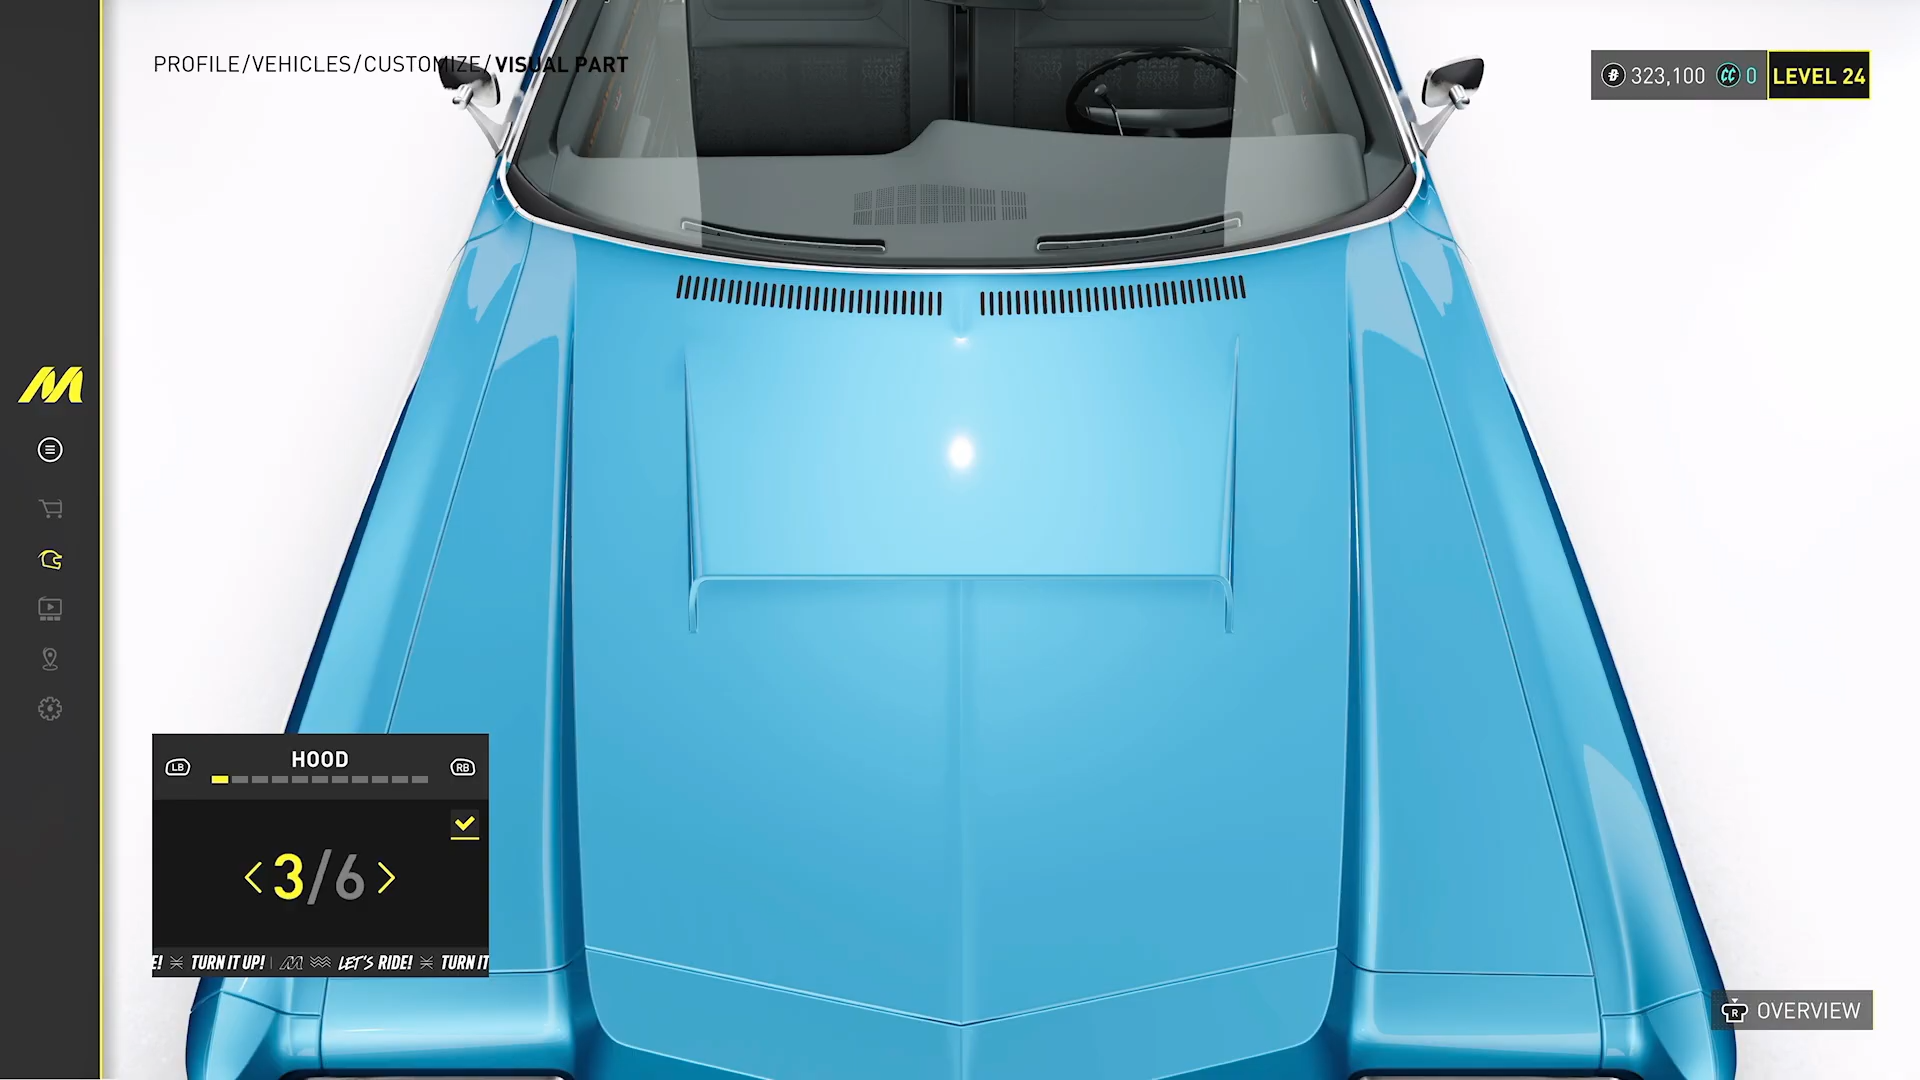 PROFILE/VEHICLES/CUSTOMIZE/VISUAL PART
323,100 CC 0 LEVEL 24
LB HOOD RB
3/6
E! TURN IT UP! LET'S RIDE! TURN IT
R OVERVIEW